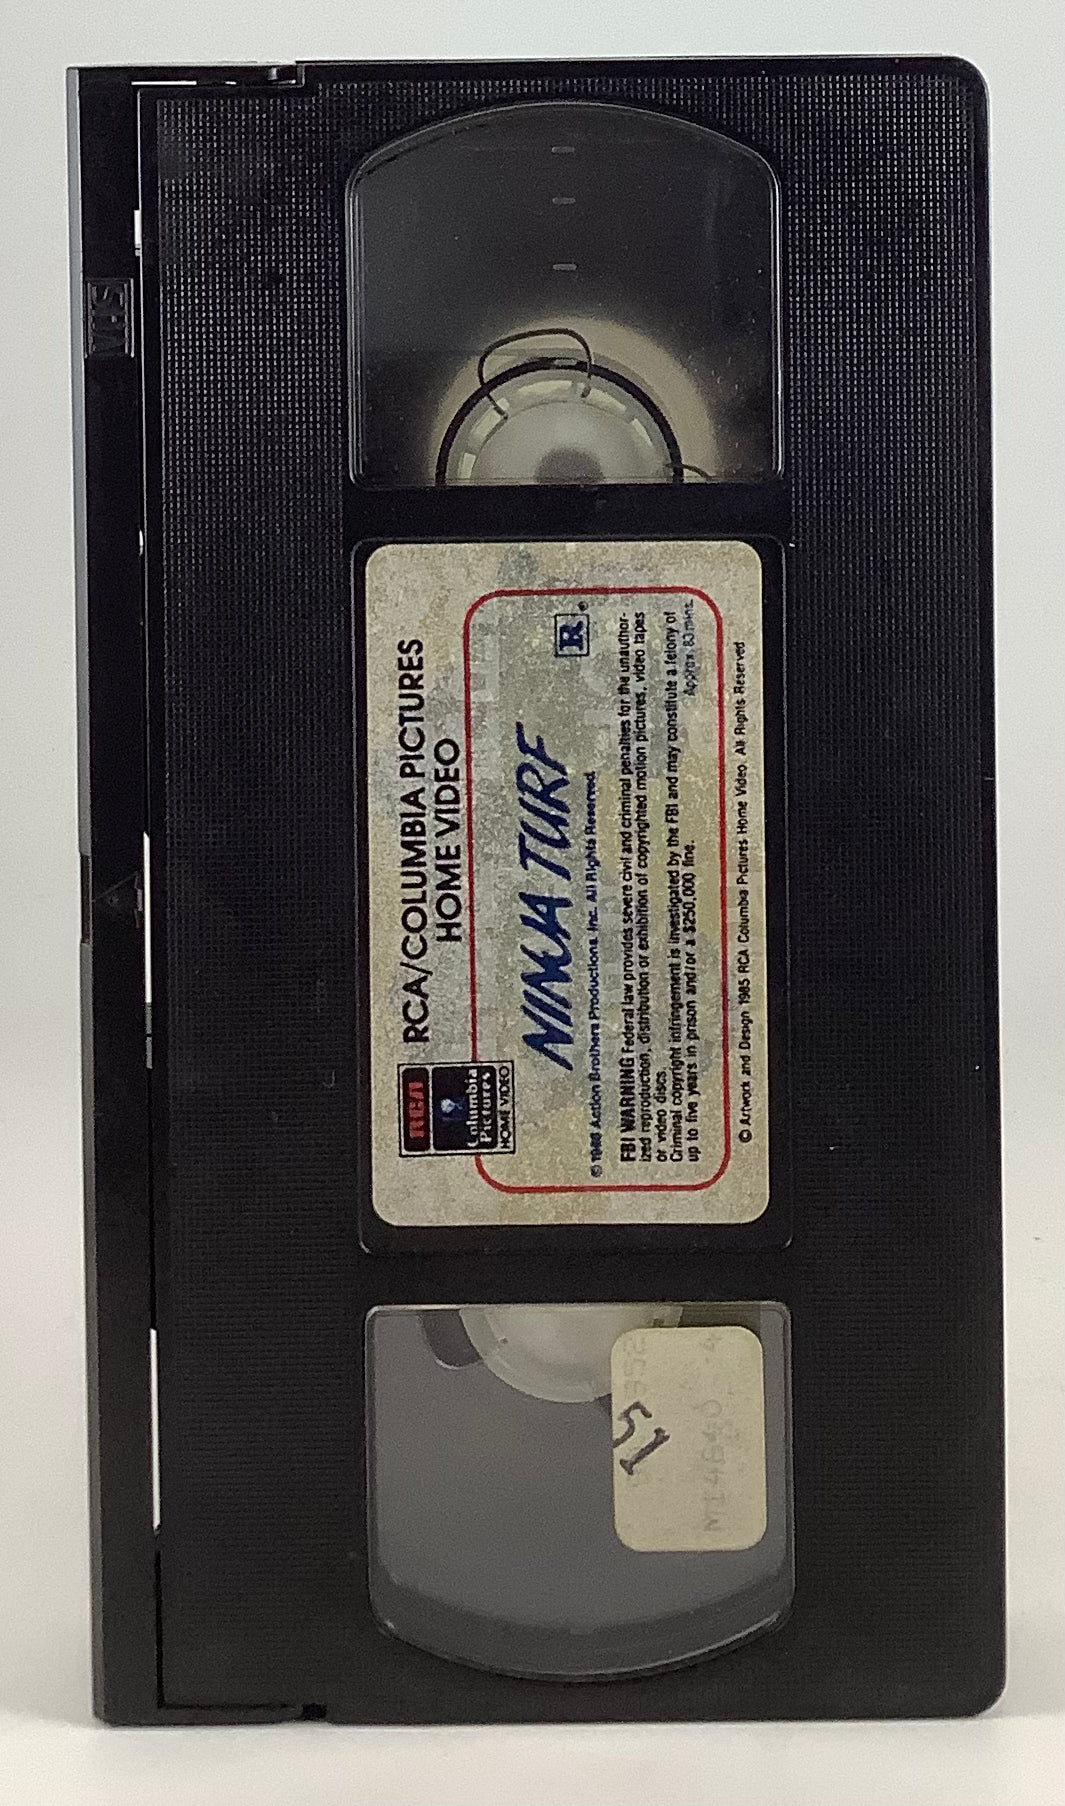 VHS
RCA
Columbia
Pictures
HOME VIDEO
RCA/COLUMBIA PICTURES
HOME VIDEO
NINJA TURF
R®
Action Brothers Productions, Inc. All Rights Reserved
FBI WARNING Federal law provides severe civil and criminal penalties for the unauthor-
ized reproduction, distribution or exhibition of copyrighted motion pictures, video tapes
or video discs.
Criminal copyright infringement is investigated by the FBI and may constitute a felony of
up to five years in prison and/or a $250,000 fine.
Approx. 83 mins.
© Artwork and Design 1985 RCA/Columbia Pictures Home Video. All Rights Reserved
51